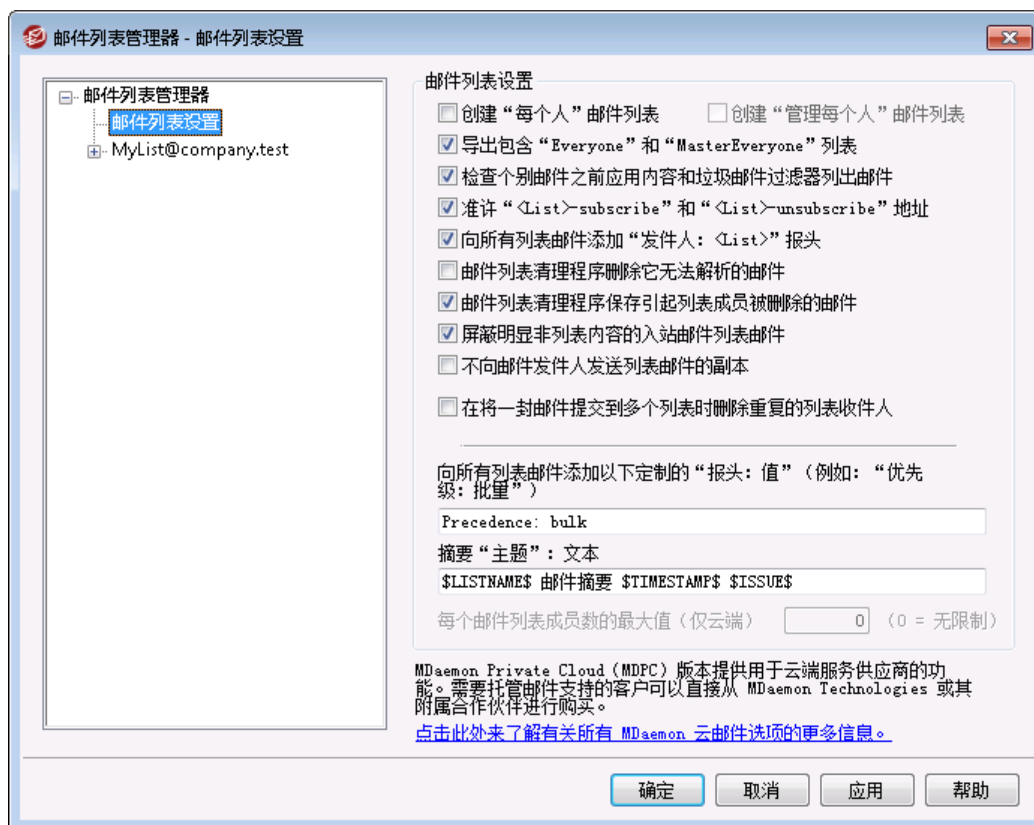 邮件列表管理器 - 邮件列表设置
邮件列表管理器
邮件列表设置
MyList@company.test
邮件列表设置
创建“每个人”邮件列表
创建“管理每个人”邮件列表
导出包含“Everyone”和“MasterEveryone”列表
检查个别邮件之前应用内容和垃圾邮件过滤器列出邮件
准许“<List>-subscribe”和“<List>-unsubscribe”地址
向所有列表邮件添加“发件人: <List>”报头
邮件列表清理程序删除它无法解析的邮件
邮件列表清理程序保存引起列表成员被删除的邮件
屏蔽明显非列表内容的入站邮件列表邮件
不向邮件发件人发送列表邮件的副本
在将一封邮件提交到多个列表时删除重复的列表收件人
向所有列表邮件添加以下定制的“报头: 值”（例如: “优先
级: 批里”）
Precedence: bulk
摘要“主题”: 文本
$LISTNAME$ 邮件摘要 $TIMESTAMP$ $ISSUE$
每个邮件列表成员数的最大值（仅云端）
0
（0 = 无限制）
MDaemon Private Cloud (MDPC) 版本提供用于云端服务供应商的功
能。需要托管邮件支持的客户可以直接从 MDaemon Technologies 或其
附属合作伙伴进行购买。
点击此处来了解有关所有 MDaemon 云邮件选项的更多信息。
确定
取消
应用
帮助